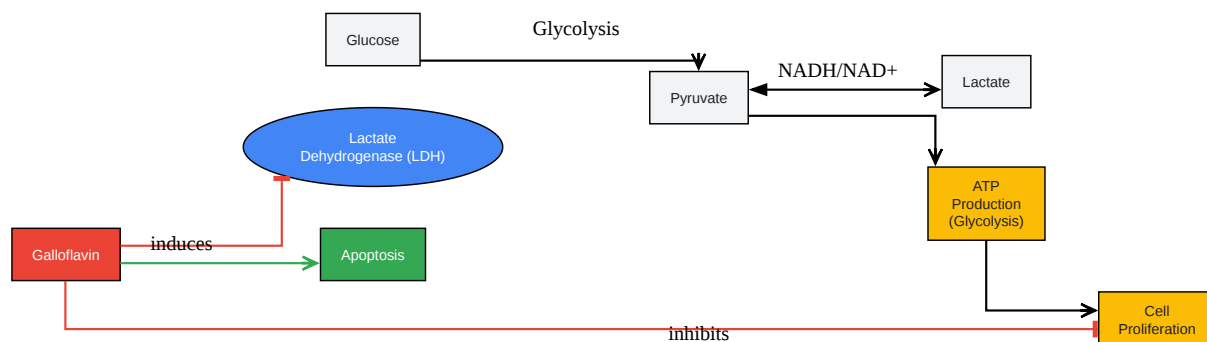 Glucose
Glycolysis
Pyruvate
NADH/NAD+
Lactate
Lactate
Dehydrogenase (LDH)
ATP
Production
(Glycolysis)
Galloflavin
induces
Apoptosis
inhibits
Cell
Proliferation